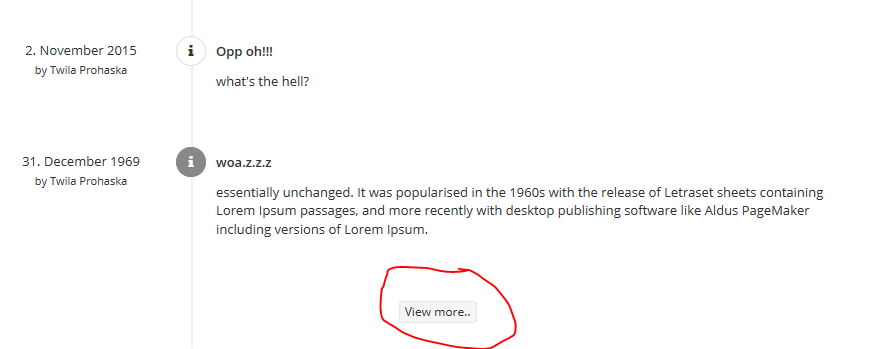 2. November 2015
by Twila Prohaska
i
Opp oh!!!
what's the hell?
31. December 1969
by Twila Prohaska
i
woa.z.z.z
essentially unchanged. It was popularised in the 1960s with the release of Letraset sheets containing
Lorem Ipsum passages, and more recently with desktop publishing software like Aldus PageMaker
including versions of Lorem Ipsum.
View more..